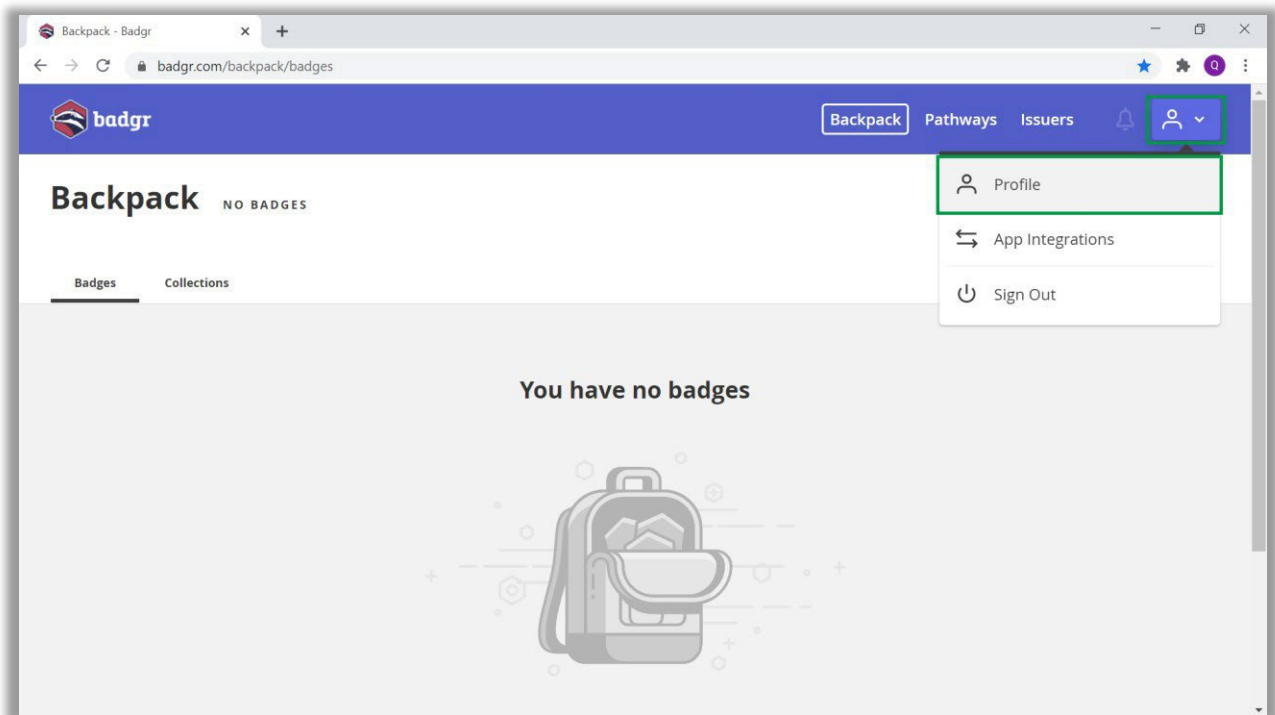 Backpack - Badgr
badgr.com/backpack/badges
Q
badgr
Backpack Pathways Issuers
Profile
App Integrations
Sign Out
Backpack NO BADGES
Badges Collections
You have no badges